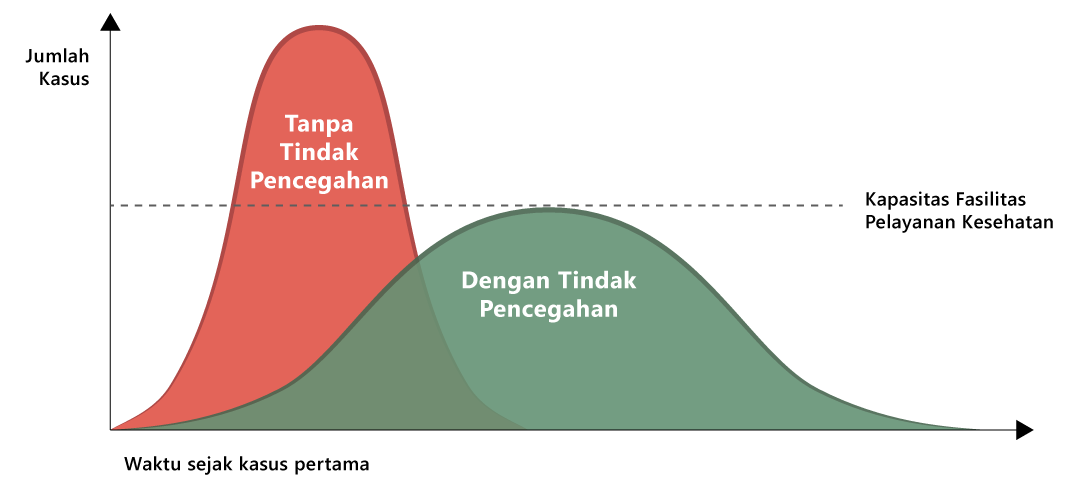 Jumlah
Kasus
Tanpa
Tindak
Pencegahan
Kapasitas Fasilitas
Pelayanan Kesehatan
Dengan Tindak
Pencegahan
Waktu sejak kasus pertama